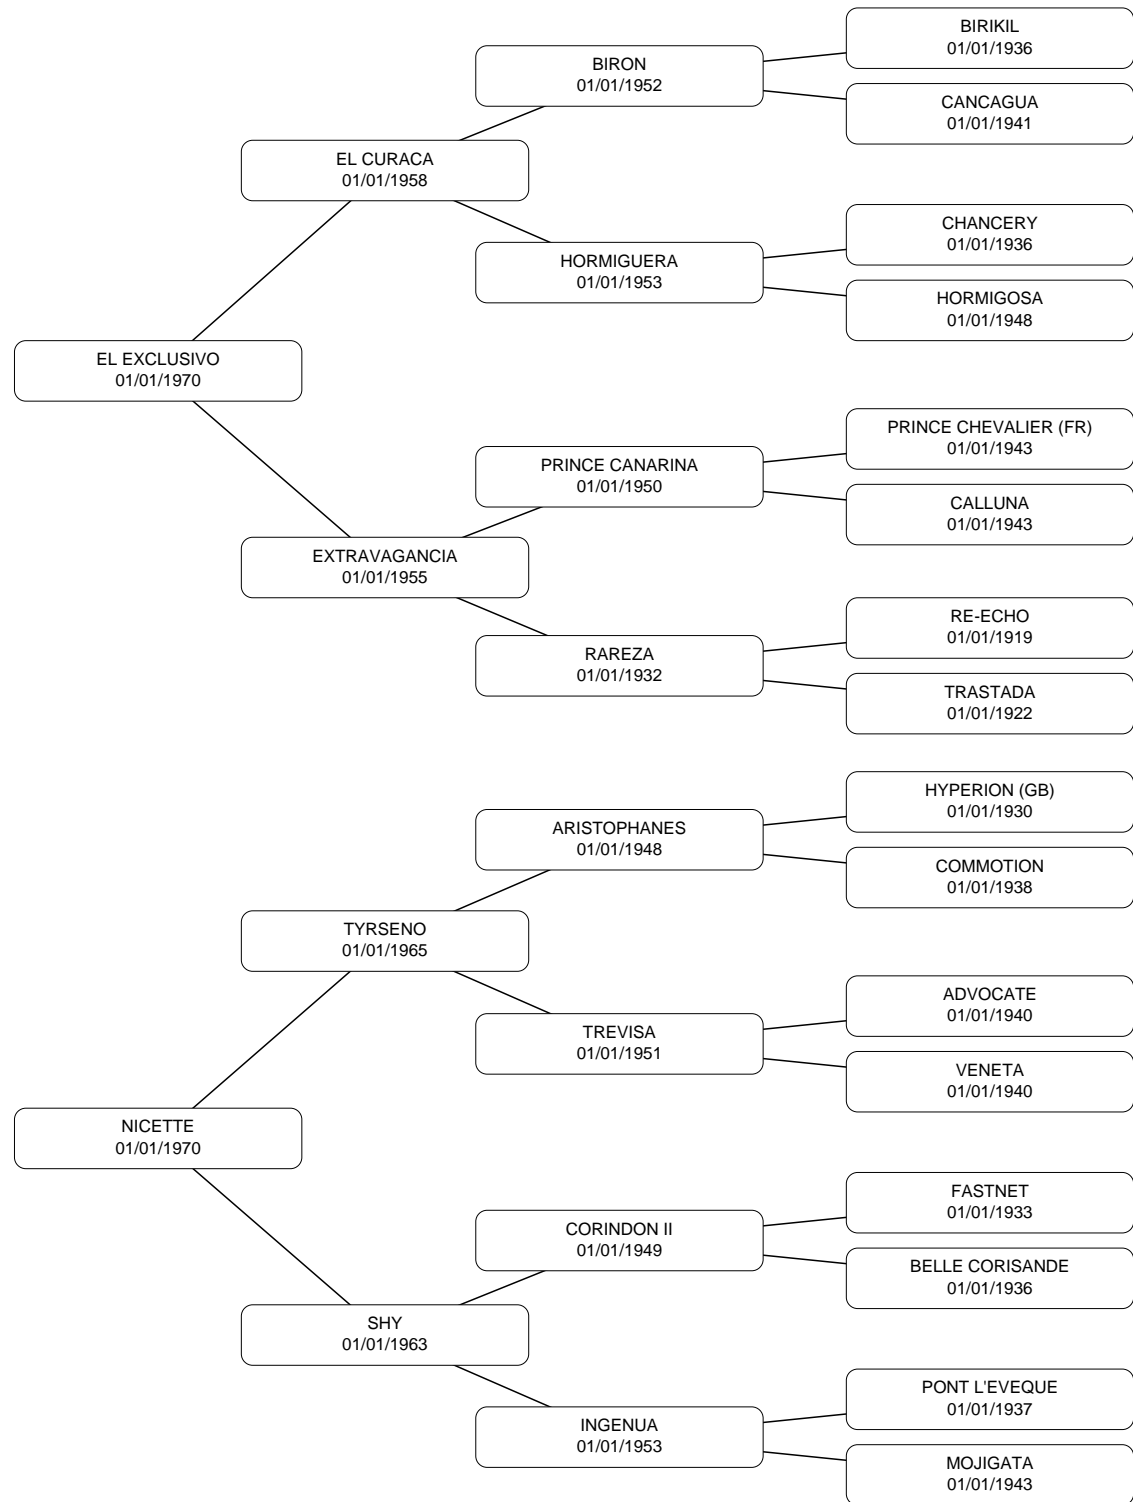 BIRIKIL
01/01/1936
BIRON
01/01/1952
CANCAGUA
01/01/1941
EL CURACA
01/01/1958
CHANCERY
01/01/1936
HORMIGUERA
01/01/1953
HORMIGOSA
01/01/1948
EL EXCLUSIVO
01/01/1970
PRINCE CHEVALIER (FR)
01/01/1943
PRINCE CANARINA
01/01/1950
CALLUNA
01/01/1943
EXTRAVAGANCIA
01/01/1955
RE-ECHO
01/01/1919
RAREZA
01/01/1932
TRASTADA
01/01/1922
HYPERION (GB)
01/01/1930
ARISTOPHANES
01/01/1948
COMMOTION
01/01/1938
TYRSENO
01/01/1965
ADVOCATE
01/01/1940
TREVISA
01/01/1951
VENETA
01/01/1940
NICETTE
01/01/1970
FASTNET
01/01/1933
CORINDON II
01/01/1949
BELLE CORISANDE
01/01/1936
SHY
01/01/1963
PONT L'EVEQUE
01/01/1937
INGENUA
01/01/1953
MOJIGATA
01/01/1943